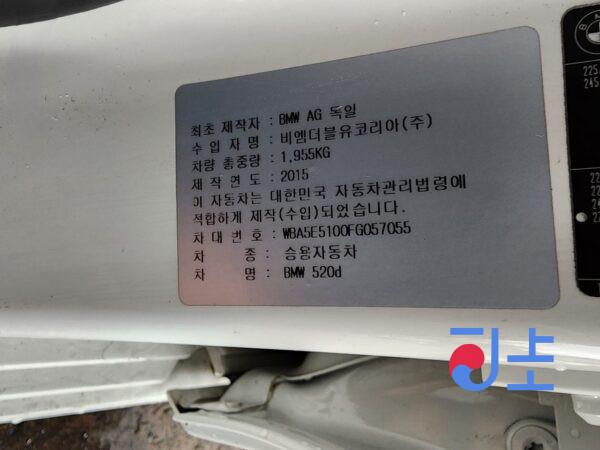 최초 제작자 : BMW AG 독일
수 입 자 명 : 비엠더블유코리아(주)
차량 총중량 : 1,955KG
제 작 연 도 : 2015
이 자동차는 대한민국 자동차관리법령에
적합하게 제작(수입)되었습니다.
차 대 번 호 : WBA5E5100FG057055
차 종 : 승용자동차
차 명 : BMW 520d
225
245